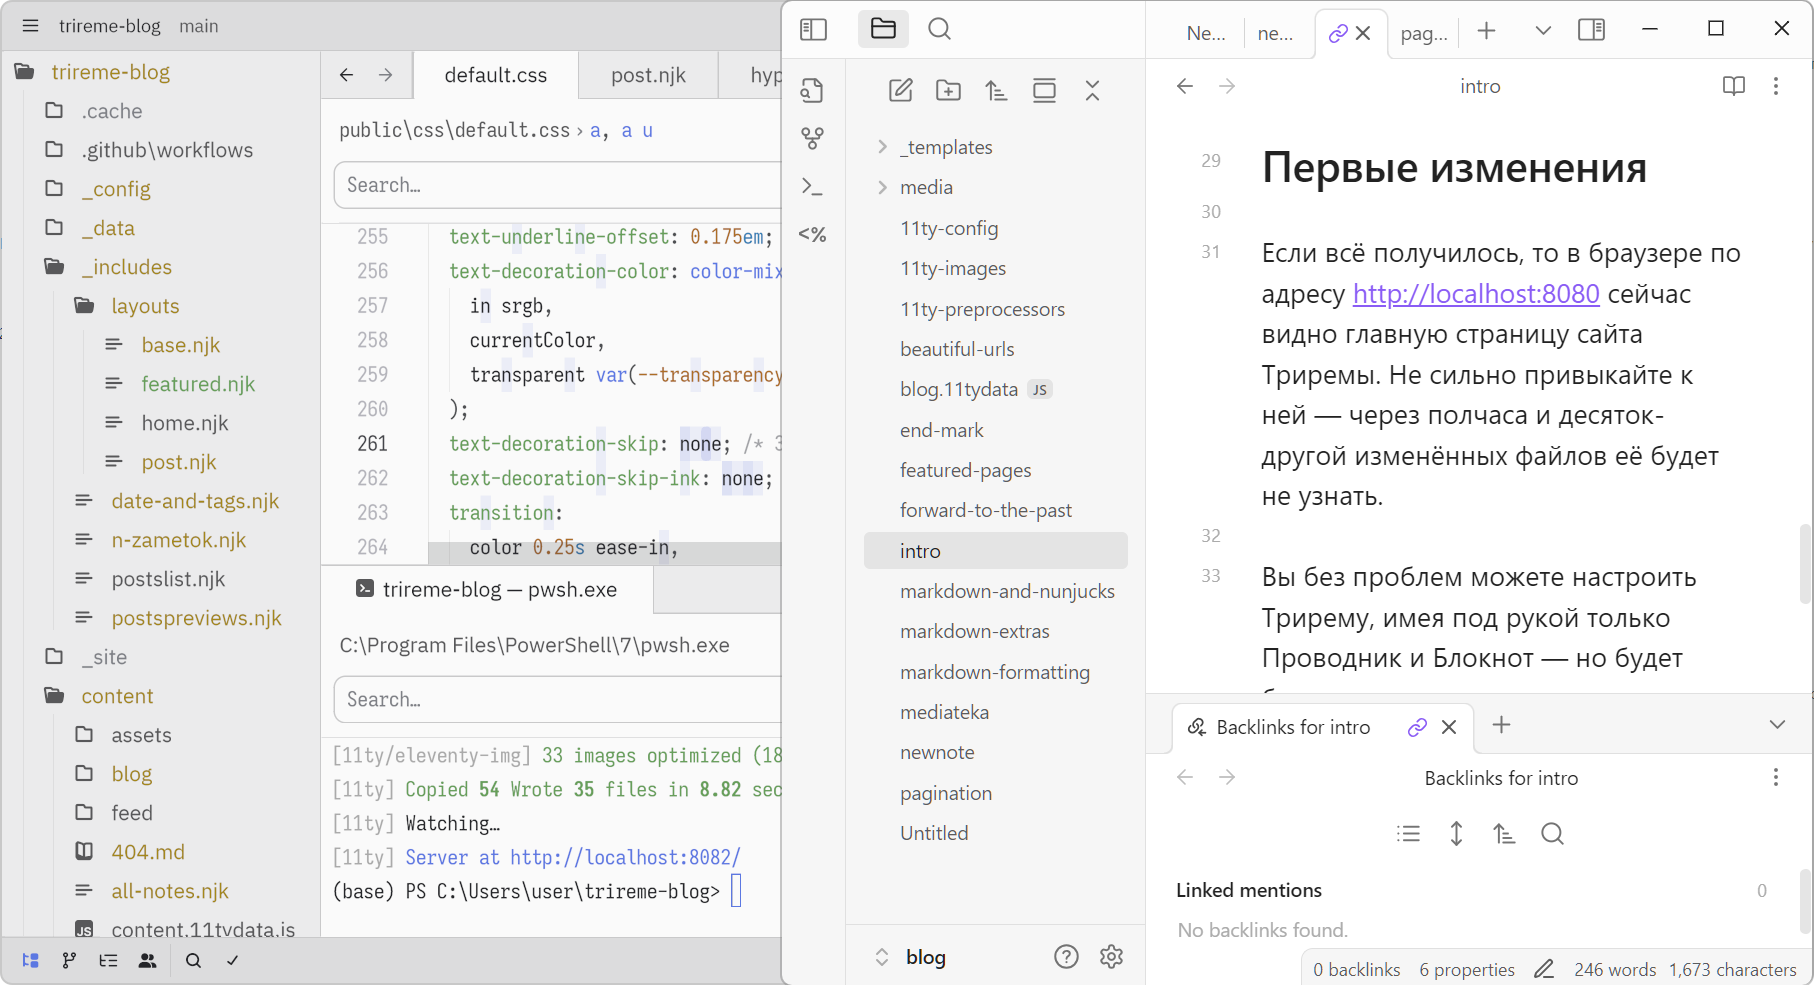 trireme-blog main
trireme-blog
.cache
.github\workflows
_config
_data
_includes
layouts
base.njk
featured.njk
home.njk
post.njk
date-and-tags.njk
n-zametok.njk
postslist.njk
postspreviews.njk
_site
content
assets
blog
feed
404.md
all-notes.njk
content.11tydata.js
default.css
post.njk
hyp
public\css\default.css › a, a u
Search…
255 text-underline-offset: 0.175em;
256 text-decoration-color: color-mix
257 in srgb,
258 currentColor,
259 transparent var(--transparency
260 );
261 text-decoration-skip: none; /* 3
262 text-decoration-skip-ink: none;
263 transition:
264 color 0.25s ease-in,
trireme-blog — pwsh.exe
C:\Program Files\PowerShell\7\pwsh.exe
Search…
[11ty/eleventy-img] 33 images optimized (18
[11ty] Copied 54 Wrote 35 files in 8.82 sec
[11ty] Watching…
[11ty] Server at http://localhost:8082/
(base) PS C:\Users\user\trireme-blog>
<%
_templates
media
11ty-config
11ty-images
11ty-preprocessors
beautiful-urls
blog.11tydata JS
end-mark
featured-pages
forward-to-the-past
intro
markdown-and-nunjucks
markdown-extras
markdown-formatting
mediateka
newnote
pagination
Untitled
blog
Ne...
ne...
pag...
intro
29 Первые изменения
30
31 Если всё получилось, то в браузере по
адресу http://localhost:8080 сейчас
видно главную страницу сайта
Триремы. Не сильно привыкайте к
ней — через полчаса и десяток-
другой изменённых файлов её будет
не узнать.
32
33 Вы без проблем можете настроить
Трирему, имея под рукой только
Проводник и Блокнот — но будет
Backlinks for intro
Backlinks for intro
Linked mentions 0
No backlinks found.
0 backlinks 6 properties 246 words 1,673 characters